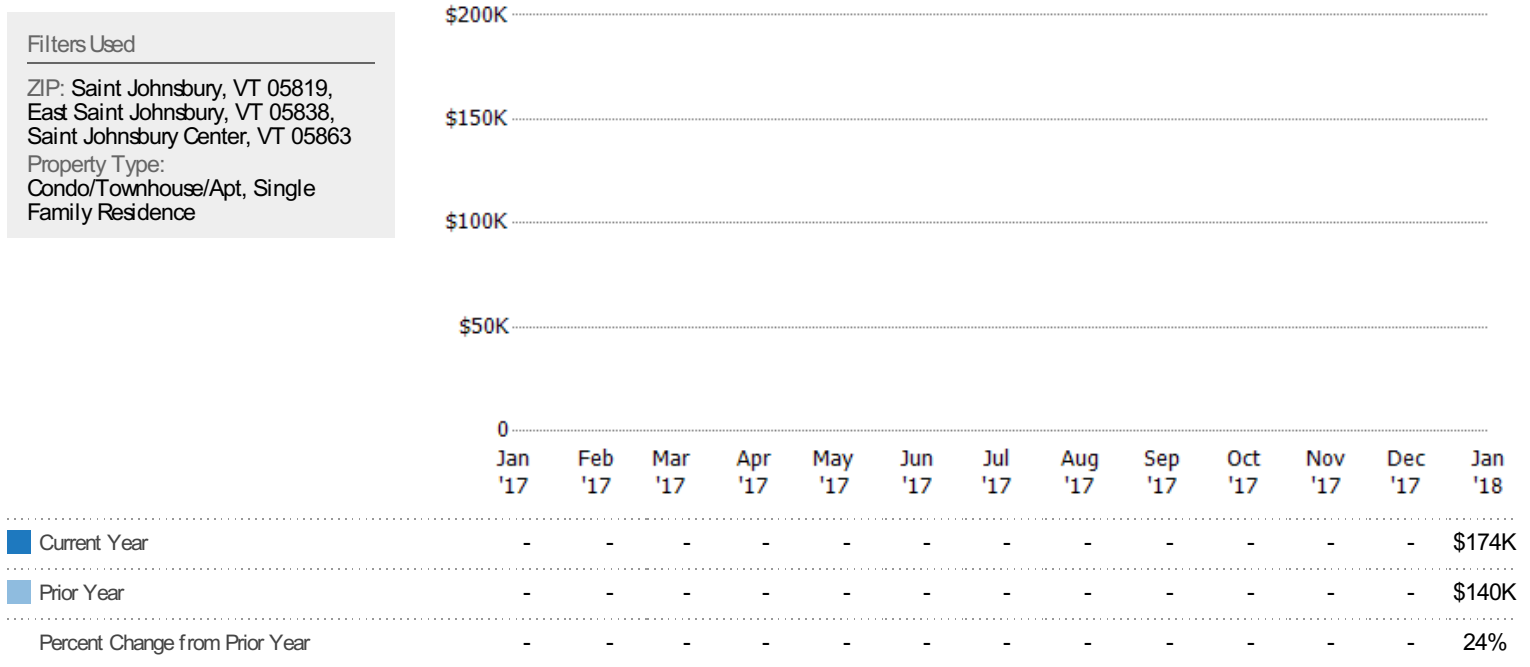 Filters Used
ZIP: Saint Johnsbury, VT 05819,
East Saint Johnsbury, VT 05838,
Saint Johnsbury Center, VT 05863
Property Type:
Condo/Townhouse/Apt, Single
Family Residence
$200K
$150K
$100K
$50K
0
Jan Feb Mar Apr May Jun Jul Aug Sep Oct Nov Dec Jan
'17 '17 '17 '17 '17 '17 '17 '17 '17 '17 '17 '17 '18
Current Year - - - - - - - - - - - - $174K
Prior Year - - - - - - - - - - - - $140K
Percent Change from Prior Year - - - - - - - - - - - - 24%